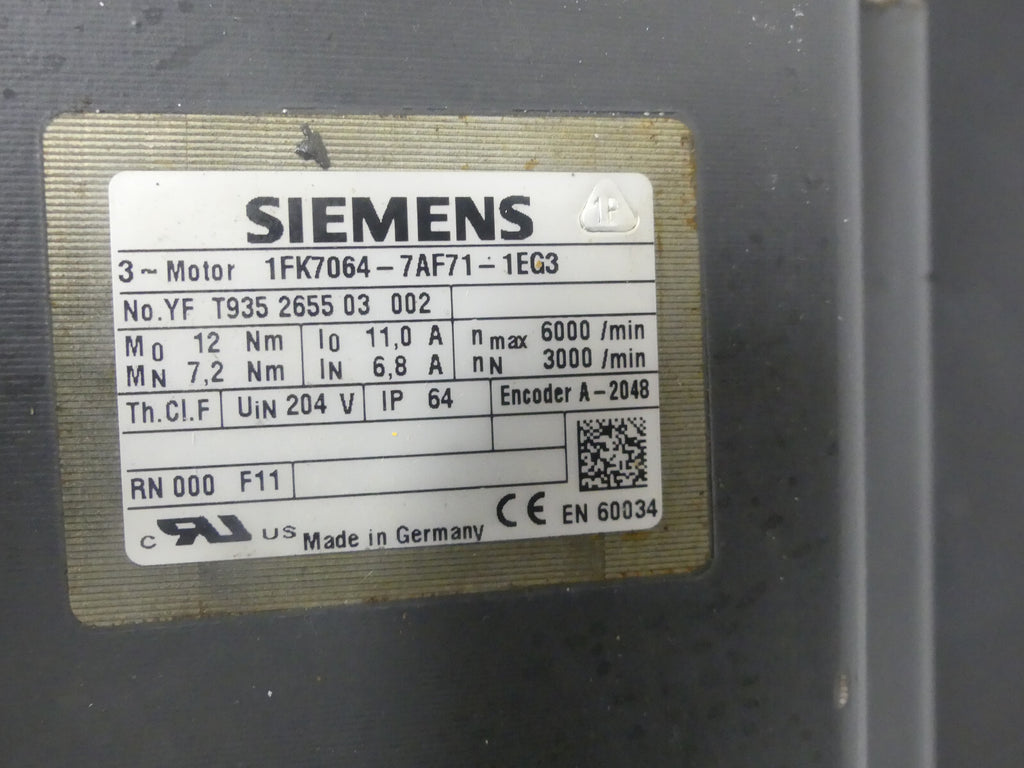 SIEMENS
1P
3~Motor 1FK7064-7AF71-1EG3
No.YF T935 2655 03 002
M0 12 Nm I0 11,0 A nmax 6000 /min
MN 7,2 Nm IN 6,8 A nN 3000 /min
Th.Cl.F UIN 204 V IP 64 Encoder A-2048
RN 000 F11
c RU US Made in Germany CE EN 60034